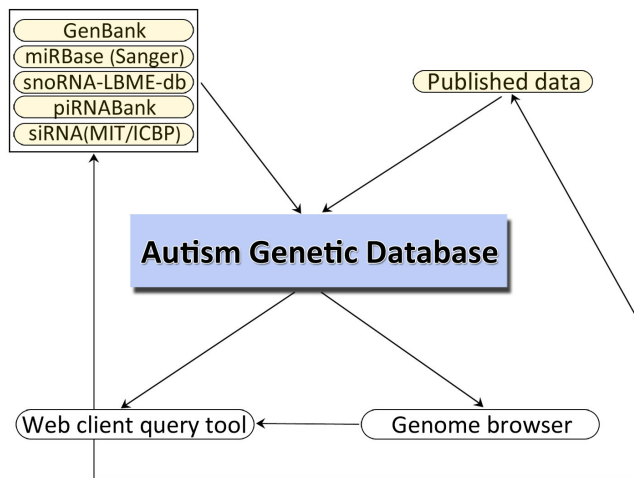 GenBank
miRBase (Sanger)
snoRNA-LBME-db
piRNABank
siRNA(MIT/ICBP)
Published data
Autism Genetic Database
Web client query tool
Genome browser